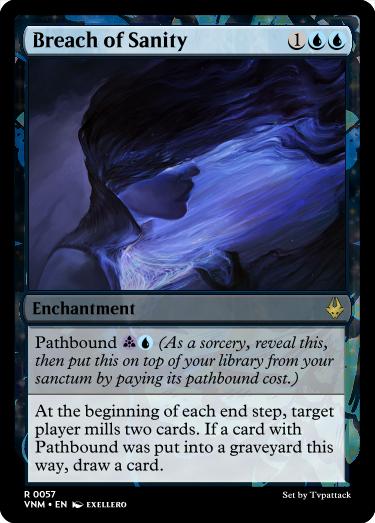 Breach of Sanity 1
Enchantment
Pathbound (As a sorcery, reveal this,
then put this on top of your library from your
sanctum by paying its pathbound cost.)
At the beginning of each end step, target
player mills two cards. If a card with
Pathbound was put into a graveyard this
way, draw a card.
R 0057
VNM • EN EXELLERO
Set by Tvpattack